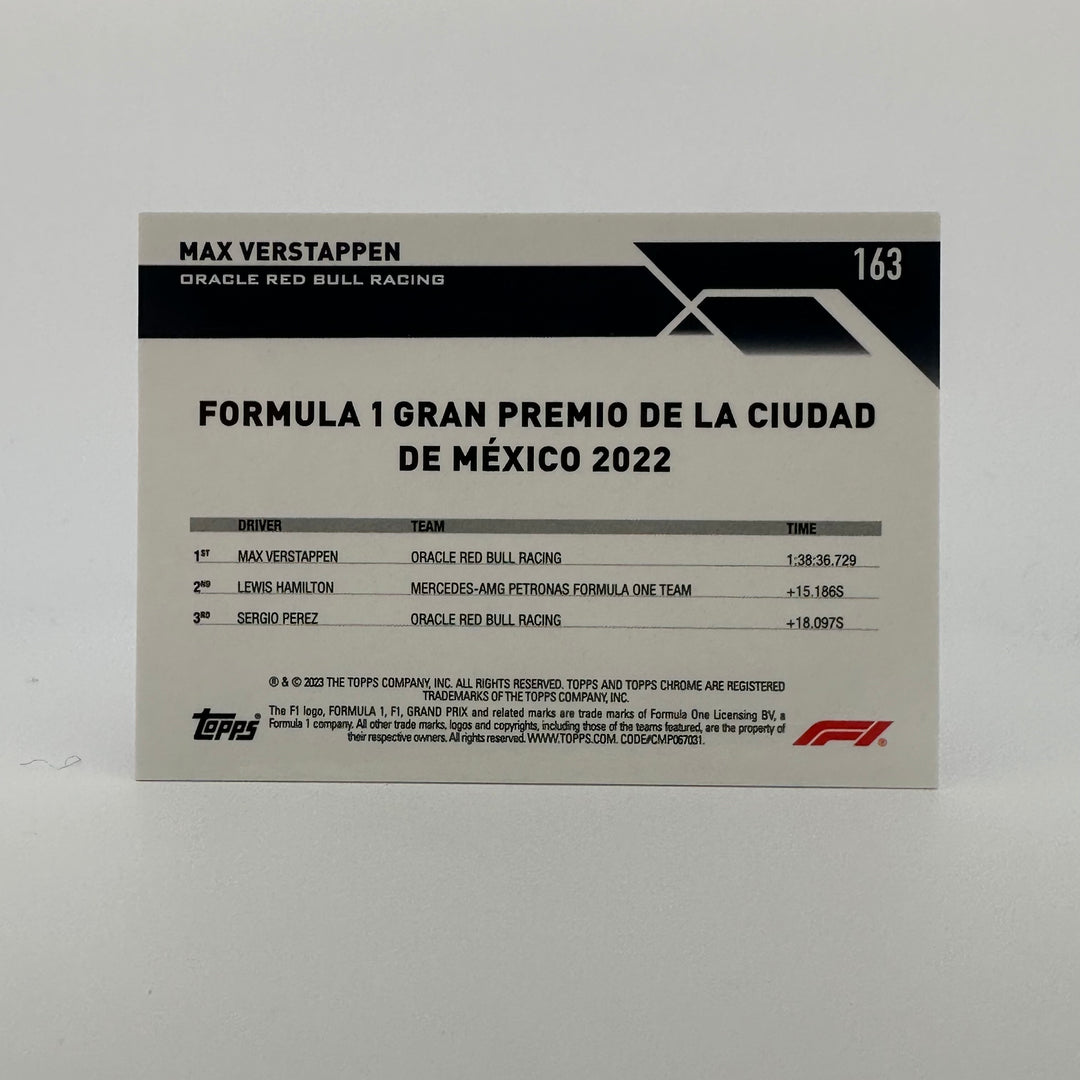 MAX VERSTAPPEN
163
ORACLE RED BULL RACING
FORMULA 1 GRAN PREMIO DE LA CIUDAD
DE MÉXICO 2022
DRIVER TEAM TIME
1ST MAX VERSTAPPEN ORACLE RED BULL RACING 1:38:36.729
2ND LEWIS HAMILTON MERCEDES-AMG PETRONAS FORMULA ONE TEAM +15.186S
3RD SERGIO PEREZ ORACLE RED BULL RACING +18.097S
® & © 2023 THE TOPPS COMPANY, INC. ALL RIGHTS RESERVED. TOPPS AND TOPPS CHROME ARE REGISTERED
TRADEMARKS OF THE TOPPS COMPANY, INC.
The F1 logo, FORMULA 1, F1, GRAND PRIX and related marks are trade marks of Formula One Licensing BV, a
Formula 1 company. All other trade marks, logos and copyrights, including those of the teams featured, are the property of
their respective owners. All rights reserved. WWW.TOPPS.COM. CODE#CMP067031.
Topps®
F1®